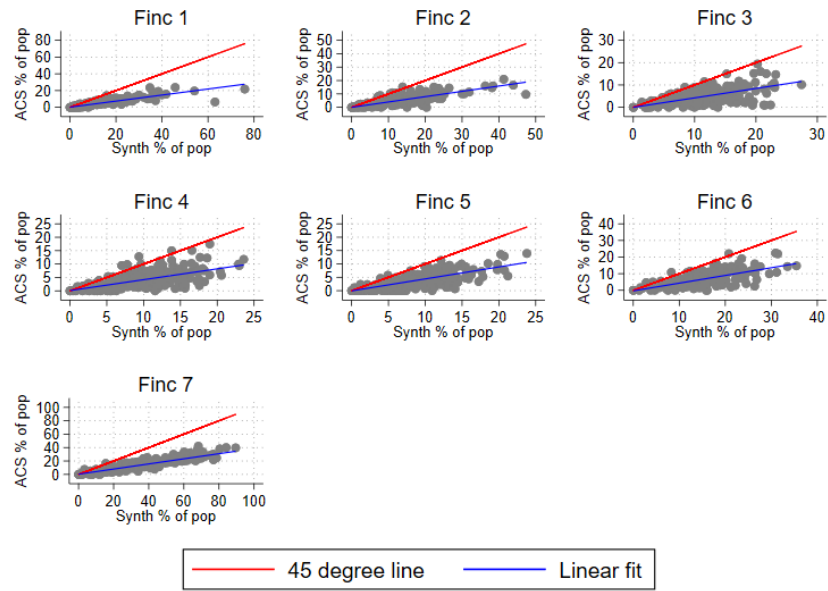 Finc 1
ACS % of pop
80
60
40
20
0
0 20 40 60 80
Synth % of pop
Finc 2
ACS % of pop
50
40
30
20
10
0
0 10 20 30 40 50
Synth % of pop
Finc 3
ACS % of pop
30
20
10
0
0 10 20 30
Synth % of pop
Finc 4
ACS % of pop
25
20
15
10
5
0
0 5 10 15 20 25
Synth % of pop
Finc 5
ACS % of pop
25
20
15
10
5
0
0 5 10 15 20 25
Synth % of pop
Finc 6
ACS % of pop
40
30
20
10
0
0 10 20 30 40
Synth % of pop
Finc 7
ACS % of pop
100
80
60
40
20
0
0 20 40 60 80 100
Synth % of pop
45 degree line
Linear fit